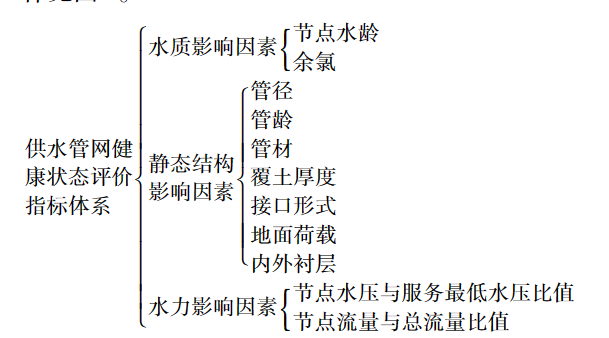 供水管网健
康状态评价
指标体系
水质影响因素
节点水龄
余氯
静态结构
影响因素
管径
管龄
管材
覆土厚度
接口形式
地面荷载
内外衬层
水力影响因素
节点水压与服务最低水压比值
节点流量与总流量比值